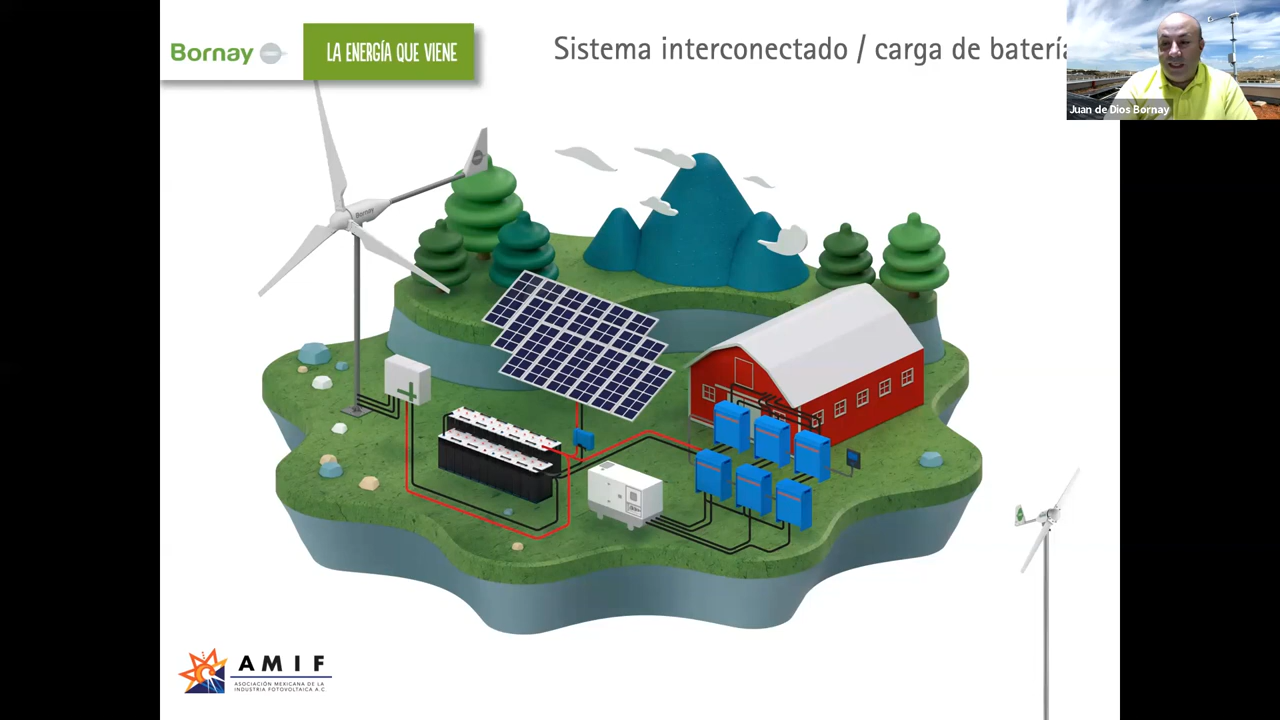 Bornay
LA ENERGÍA QUE VIENE
Sistema interconectado / carga de batería
Juan de Dios Bornay
Bornay
AMIF
ASOCIACIÓN MEXICANA DE LA
INDUSTRIA FOTOVOLTAICA A.C.